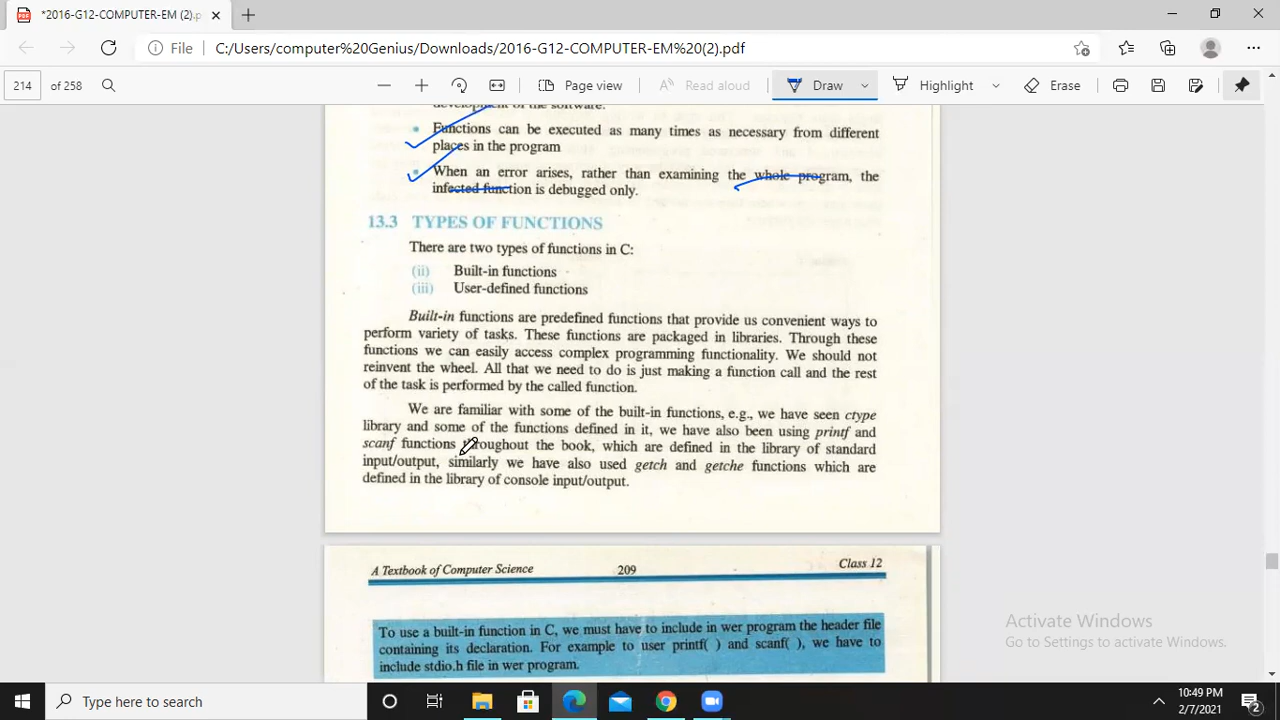 *2016-G12-COMPUTER-EM (2).p
File C:/Users/computer%20Genius/Downloads/2016-G12-COMPUTER-EM%20(2).pdf
214 of 258 Page view Read aloud Draw Highlight Erase
development of the software.
Functions can be executed as many times as necessary from different
places in the program
When an error arises, rather than examining the whole program, the
infected function is debugged only.
13.3 TYPES OF FUNCTIONS
There are two types of functions in C:
(ii) Built-in functions
(iii) User-defined functions
Built-in functions are predefined functions that provide us convenient ways to
perform variety of tasks. These functions are packaged in libraries. Through these
functions we can easily access complex programming functionality. We should not
reinvent the wheel. All that we need to do is just making a function call and the rest
of the task is performed by the called function.
We are familiar with some of the built-in functions, e.g., we have seen ctype
library and some of the functions defined in it, we have also been using printf and
scanf functions throughout the book, which are defined in the library of standard
input/output, similarly we have also used getch and getche functions which are
defined in the library of console input/output.
A Textbook of Computer Science 209 Class 12
To use a built-in function in C, we must have to include in wer program the header file
containing its declaration. For example to user printf( ) and scanf( ), we have to
include stdio.h file in wer program.
Activate Windows
Go to Settings to activate Windows.
Type here to search
10:49 PM
2/7/2021
2